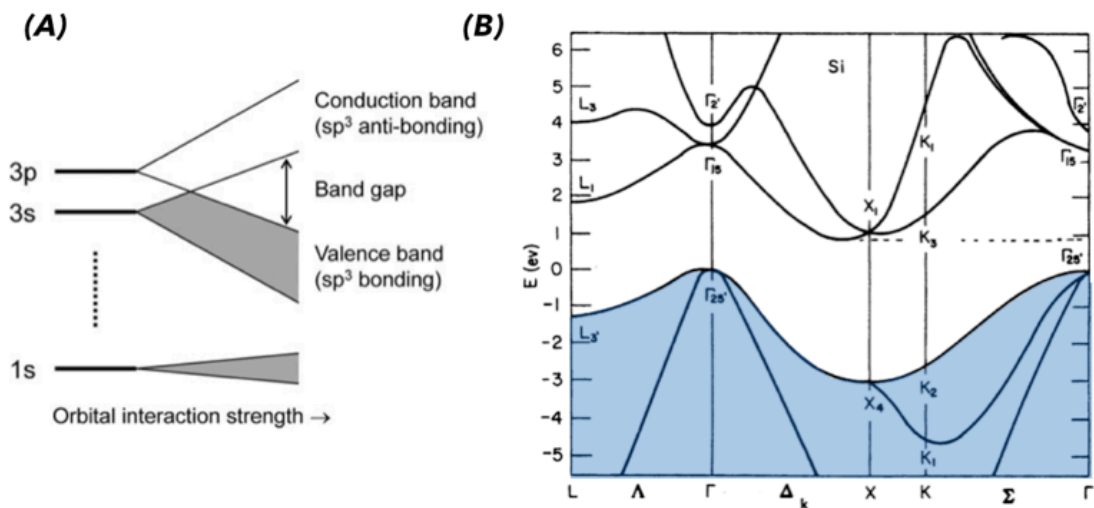 (A)
3p
3s
1s
Conduction band
(sp³ anti-bonding)
Band gap
Valence band
(sp³ bonding)
Orbital interaction strength →
(B)
E (ev)
6
5
4
3
2
1
0
-1
-2
-3
-4
-5
Si
L₃
L₁
L₃'
Γ₂'
Γ₁₅
Γ₂₅'
X₁
X₄
K₁
K₃
K₂
K₁
Γ₂'
Γ₁₅
Γ₂₅'
L Λ Γ Δ k X K Σ Γ